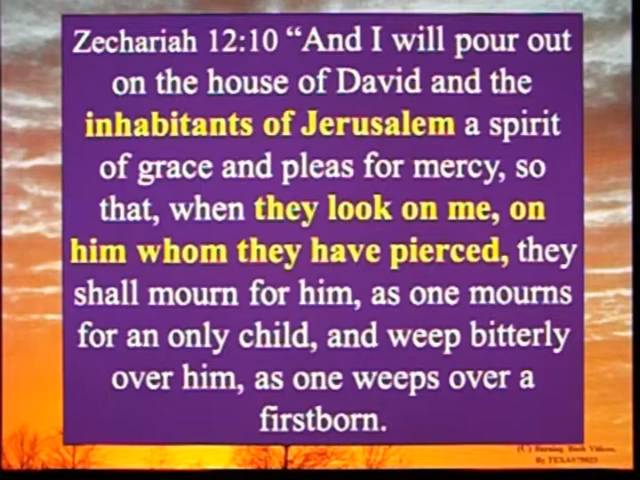 Zechariah 12:10 “And I will pour out
on the house of David and the
inhabitants of Jerusalem a spirit
of grace and pleas for mercy, so
that, when they look on me, on
him whom they have pierced, they
shall mourn for him, as one mourns
for an only child, and weep bitterly
over him, as one weeps over a
firstborn.
(C) Burning Bush Videos,